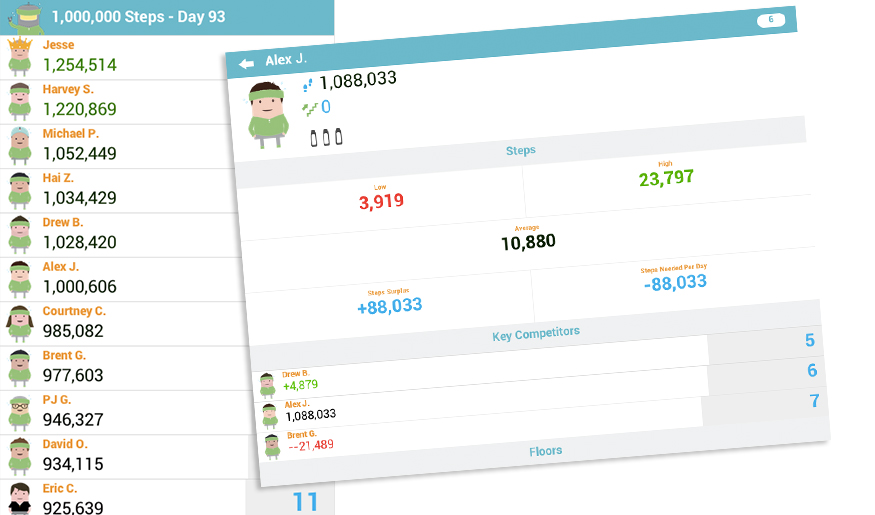 1,000,000 Steps - Day 93
Jesse
1,254,514
Harvey S.
1,220,869
Michael P.
1,052,449
Hai Z.
1,034,429
Drew B.
1,028,420
Alex J.
1,000,606
Courtney C.
985,082
Brent G.
977,603
PJ G.
946,327
David O.
934,115
Eric C.
925,639
11
Alex J.
6
1,088,033
0
Steps
Low
3,919
High
23,797
Average
10,880
Steps Surplus
+88,033
Steps Needed Per Day
-88,033
Key Competitors
Drew B.
+4,879
5
Alex J.
1,088,033
6
Brent G.
--21,489
7
Floors